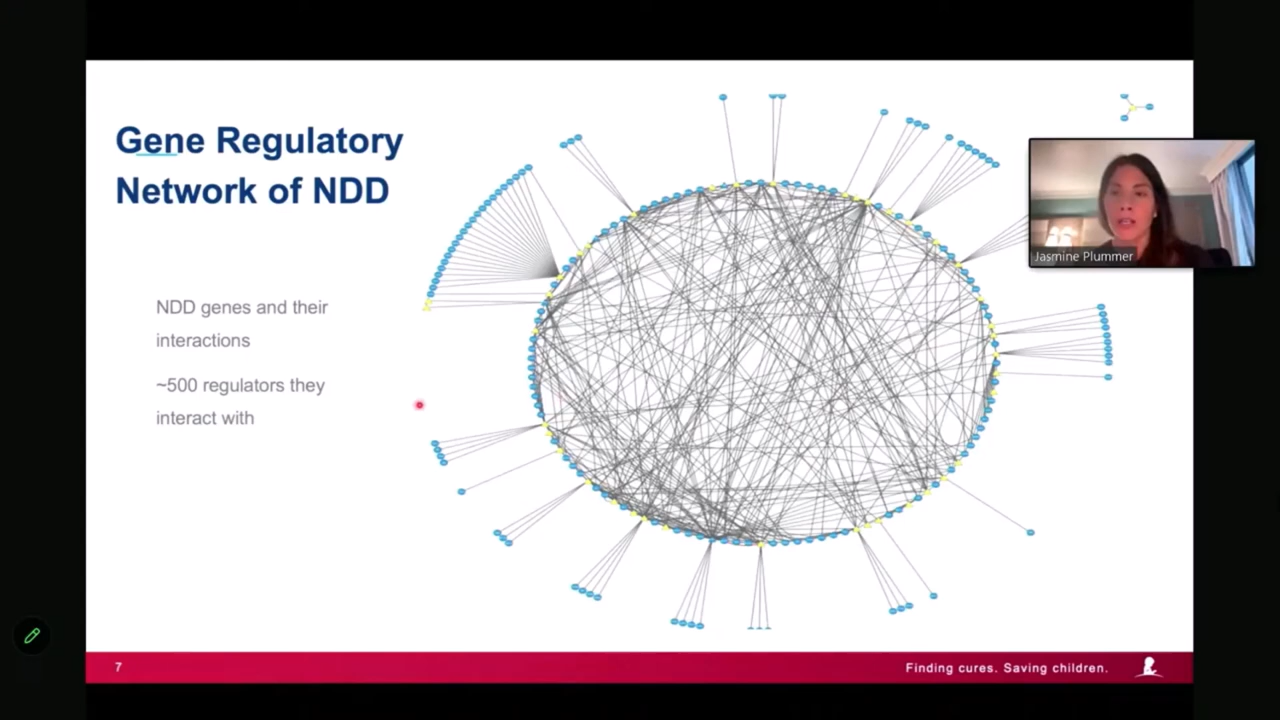 Gene Regulatory
Network of NDD
NDD genes and their
interactions
~500 regulators they
interact with
Jasmine Plummer
7
Finding cures. Saving children.